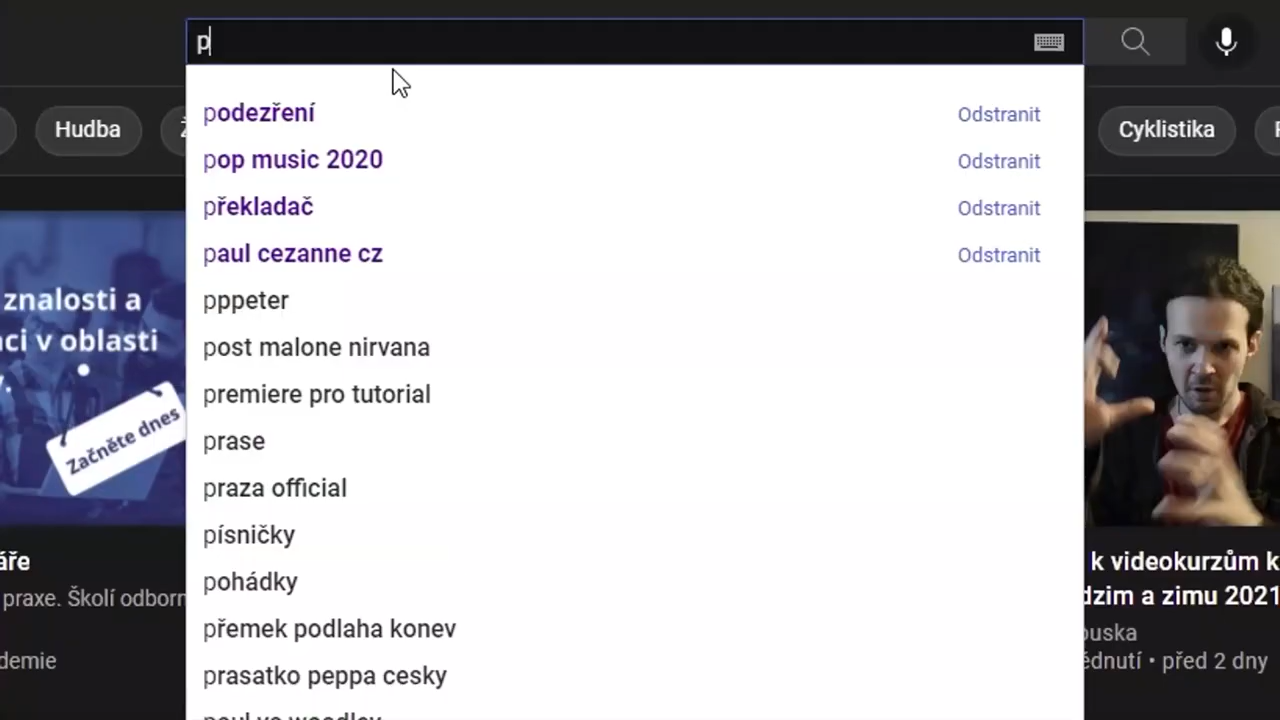 p
Hudba
Cyklistika
podezření Odstranit
pop music 2020 Odstranit
překladač Odstranit
paul cezanne cz Odstranit
pppeter
post malone nirvana
premiere pro tutorial
prase
praza official
písničky
pohádky
přemek podlaha konev
prasatko peppa cesky
znalosti a
ci v oblasti
Začněte dnes
áře
praxe. Školí odborn
demie
k videokurzům k
dzim a zimu 2021
ouska
édnutí • před 2 dny